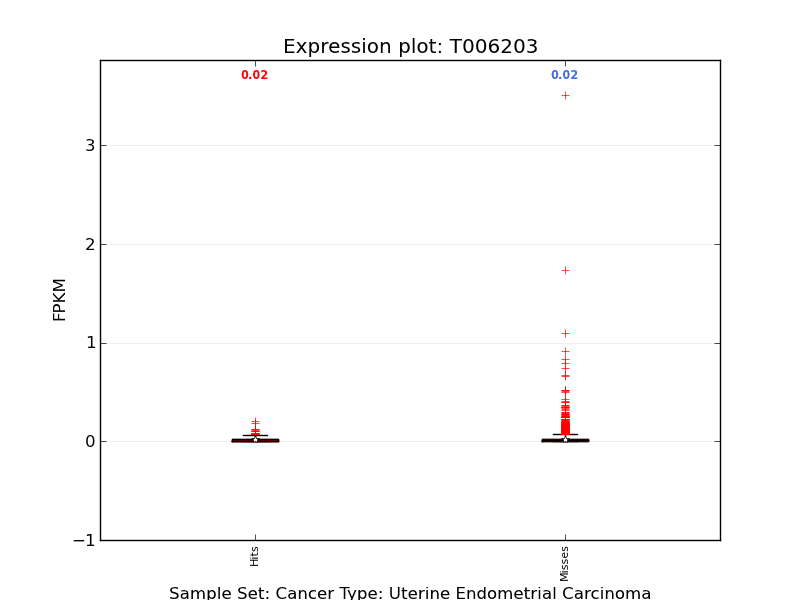 Expression plot: T006203
0.02
0.02
3
2
1
0
−1
FPKM
Hits
Misses
Sample Set: Cancer Type: Uterine Endometrial Carcinoma